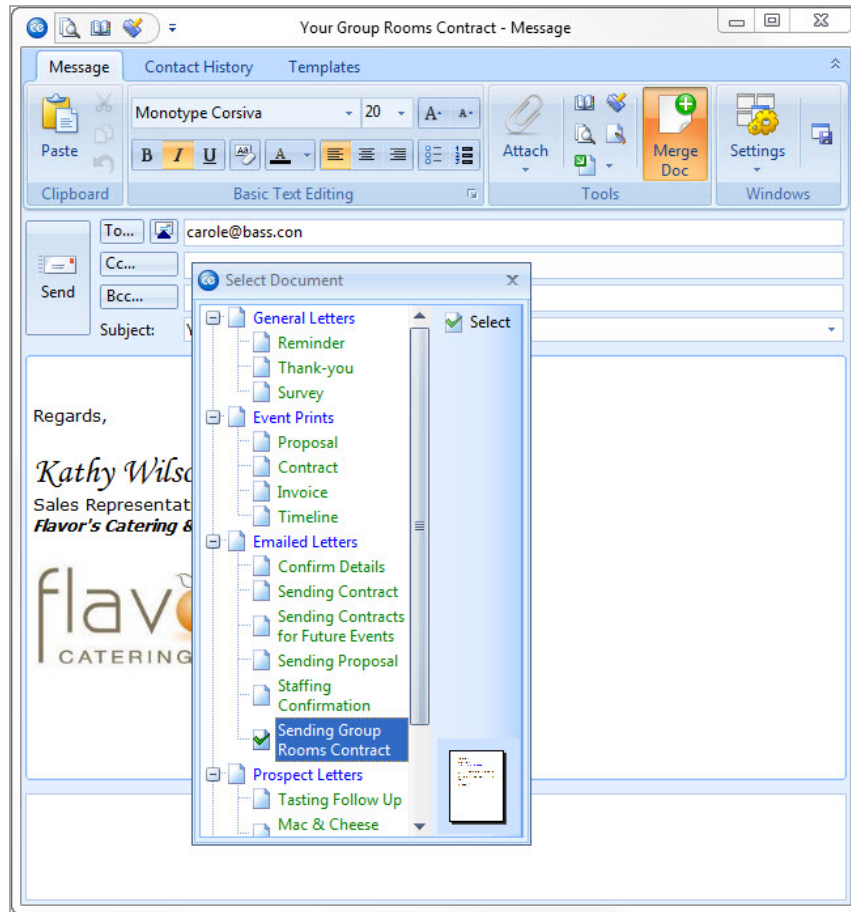 Your Group Rooms Contract - Message
Message Contact History Templates
Monotype Corsiva 20 A A
Paste B I U A Attach Merge Doc Settings
Clipboard Basic Text Editing Tools Windows
To... carole@bass.con
Cc...
Send
Bcc...
Subject:
Select Document x
Select
General Letters
Reminder
Thank-you
Survey
Event Prints
Proposal
Contract
Invoice
Timeline
Emailed Letters
Confirm Details
Sending Contract
Sending Contracts
for Future Events
Sending Proposal
Staffing
Confirmation
Sending Group
Rooms Contract
Prospect Letters
Tasting Follow Up
Mac & Cheese
Regards,
Kathy
Sales
Flavor's Catering &
CATERING